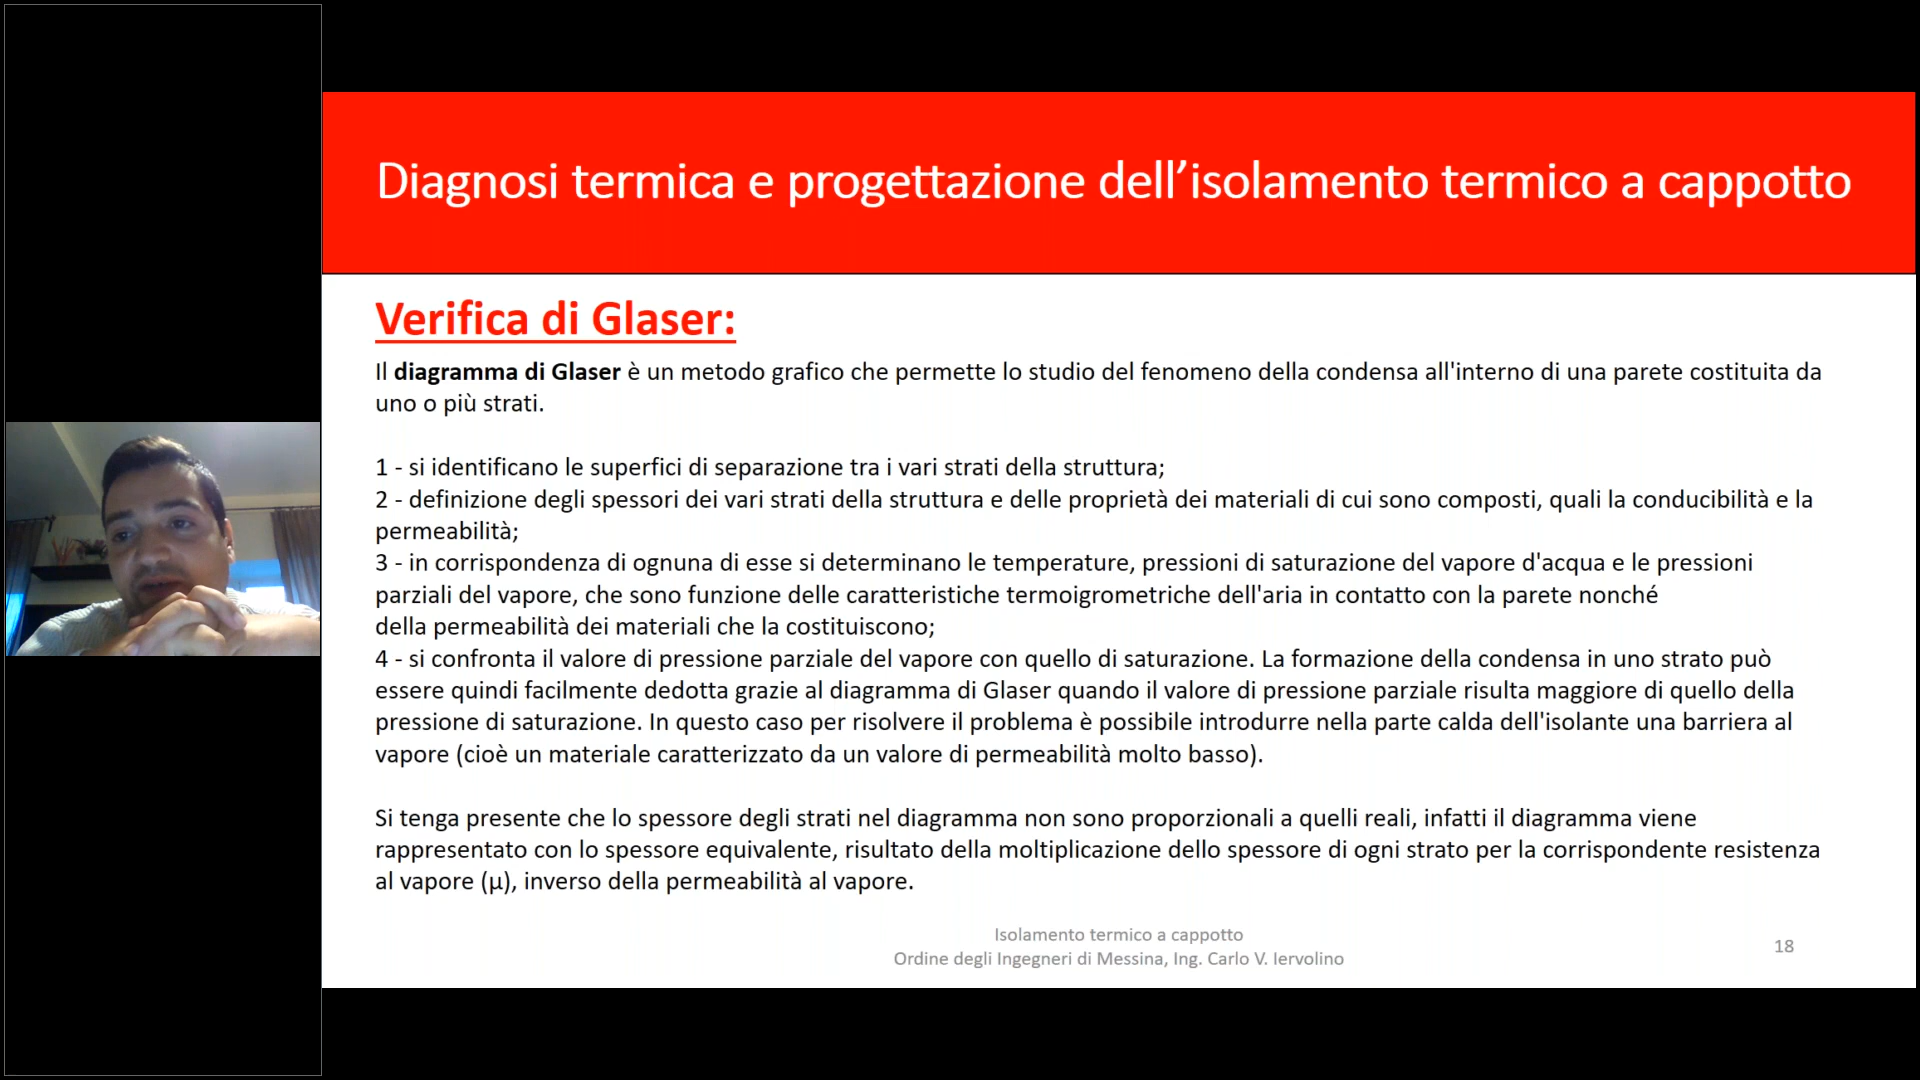 Diagnosi termica e progettazione dell’isolamento termico a cappotto
Verifica di Glaser:
Il diagramma di Glaser è un metodo grafico che permette lo studio del fenomeno della condensa all'interno di una parete costituita da
uno o più strati.
1 - si identificano le superfici di separazione tra i vari strati della struttura;
2 - definizione degli spessori dei vari strati della struttura e delle proprietà dei materiali di cui sono composti, quali la conducibilità e la
permeabilità;
3 - in corrispondenza di ognuna di esse si determinano le temperature, pressioni di saturazione del vapore d'acqua e le pressioni
parziali del vapore, che sono funzione delle caratteristiche termoigrometriche dell'aria in contatto con la parete nonché
della permeabilità dei materiali che la costituiscono;
4 - si confronta il valore di pressione parziale del vapore con quello di saturazione. La formazione della condensa in uno strato può
essere quindi facilmente dedotta grazie al diagramma di Glaser quando il valore di pressione parziale risulta maggiore di quello della
pressione di saturazione. In questo caso per risolvere il problema è possibile introdurre nella parte calda dell'isolante una barriera al
vapore (cioè un materiale caratterizzato da un valore di permeabilità molto basso).
Si tenga presente che lo spessore degli strati nel diagramma non sono proporzionali a quelli reali, infatti il diagramma viene
rappresentato con lo spessore equivalente, risultato della moltiplicazione dello spessore di ogni strato per la corrispondente resistenza
al vapore (μ), inverso della permeabilità al vapore.
Isolamento termico a cappotto
Ordine degli Ingegneri di Messina, Ing. Carlo V. Iervolino
18